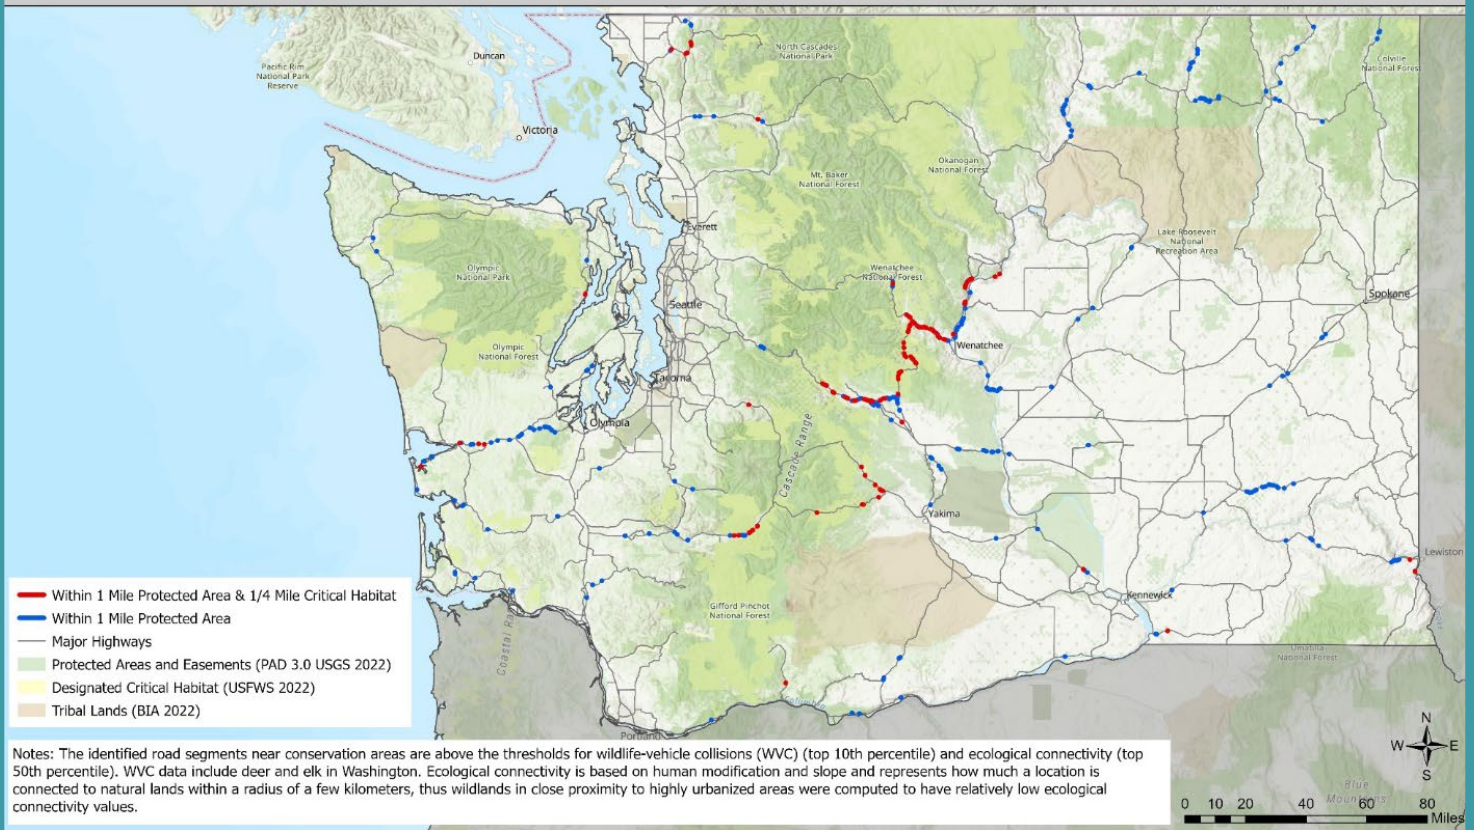 Duncan
North Cascades
National Park
Colville
National Forest
Pacific Rim
National Park
Reserve
Victoria
Okanogan
National Forest
Mt. Baker
National Forest
Everett
Lake Roosevelt
National
Recreation Area
Olympic
National Park
Wenatchee
National Forest
Seattle
Spokane
Olympic
National Forest
Wenatchee
Tacoma
Olympia
Cascade Range
Yakima
Lewiston
Kennewick
Gifford Pinchot
National Forest
Coastal
Umatilla
National Forest
Columbia
Portland
Blue
Mountains
Within 1 Mile Protected Area & 1/4 Mile Critical Habitat
Within 1 Mile Protected Area
Major Highways
Protected Areas and Easements (PAD 3.0 USGS 2022)
Designated Critical Habitat (USFWS 2022)
Tribal Lands (BIA 2022)
N
W E
S
Notes: The identified road segments near conservation areas are above the thresholds for wildlife-vehicle collisions (WVC) (top 10th percentile) and ecological connectivity (top
50th percentile). WVC data include deer and elk in Washington. Ecological connectivity is based on human modification and slope and represents how much a location is
connected to natural lands within a radius of a few kilometers, thus wildlands in close proximity to highly urbanized areas were computed to have relatively low ecological
connectivity values.
0 10 20 40 60 80
Miles